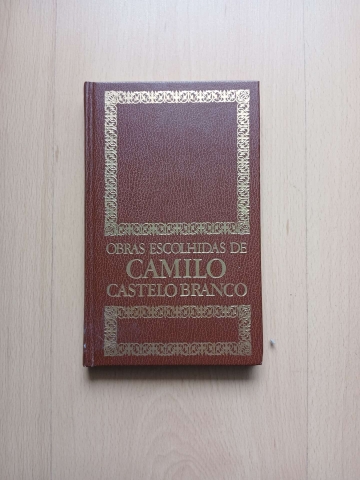 OBRAS ESCOLHIDAS DE
CAMILO
CASTELO BRANCO